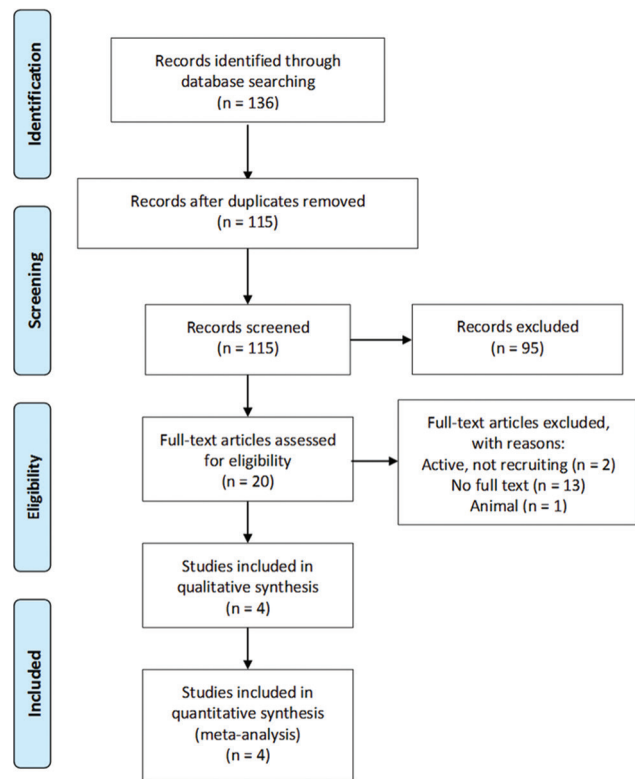 Identification
Records identified through
database searching
(n = 136)
Records after duplicates removed
(n = 115)
Screening
Records screened
(n = 115)
Records excluded
(n = 95)
Eligibility
Full-text articles assessed
for eligibility
(n = 20)
Full-text articles excluded,
with reasons:
Active, not recruiting (n = 2)
No full text (n = 13)
Animal (n = 1)
Studies included in
qualitative synthesis
(n = 4)
Included
Studies included in
quantitative synthesis
(meta-analysis)
(n = 4)